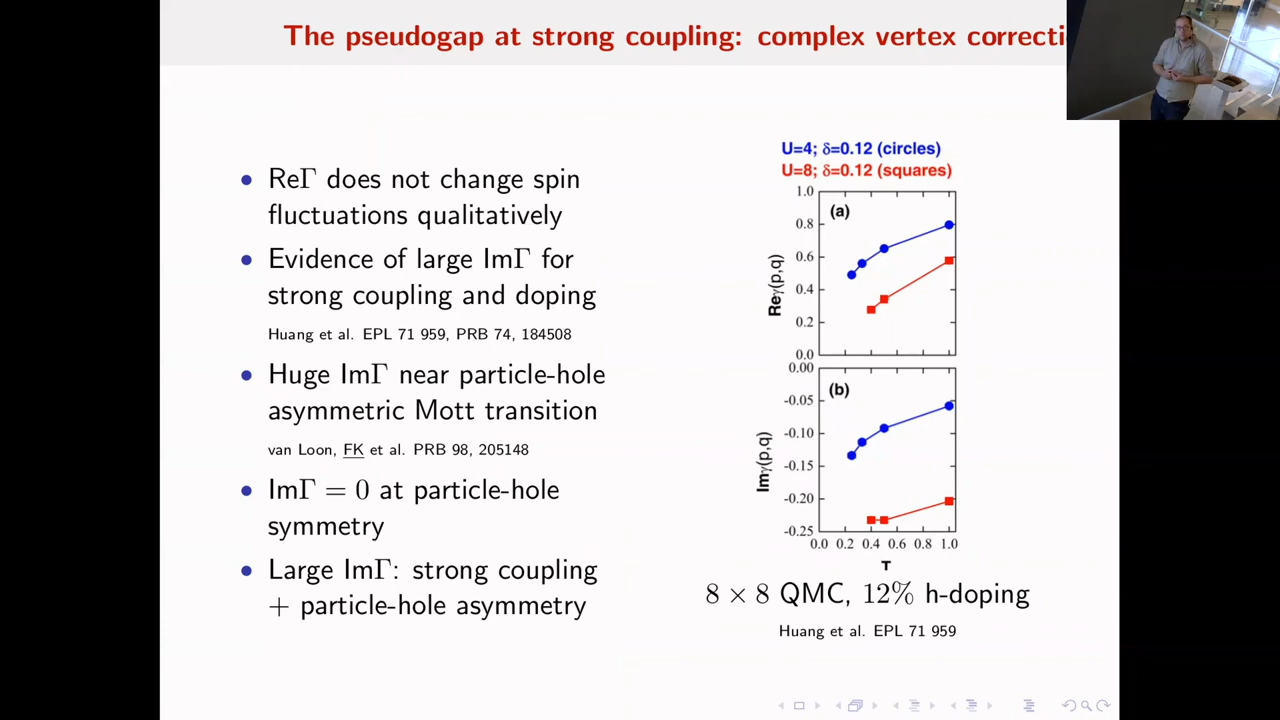 The pseudogap at strong coupling: complex vertex correcti
• ReΓ does not change spin
fluctuations qualitatively
• Evidence of large ImΓ for
strong coupling and doping
Huang et al. EPL 71 959, PRB 74, 184508
• Huge ImΓ near particle-hole
asymmetric Mott transition
van Loon, FK et al. PRB 98, 205148
• ImΓ = 0 at particle-hole
symmetry
• Large ImΓ: strong coupling
+ particle-hole asymmetry
U=4; δ=0.12 (circles)
U=8; δ=0.12 (squares)
(a)
Reγ(p,q)
1.0
0.8
0.6
0.4
0.2
0.0
(b)
Imγ(p,q)
0.00
-0.05
-0.10
-0.15
-0.20
-0.25
0.0 0.2 0.4 0.6 0.8 1.0
T
8 × 8 QMC, 12% h-doping
Huang et al. EPL 71 959